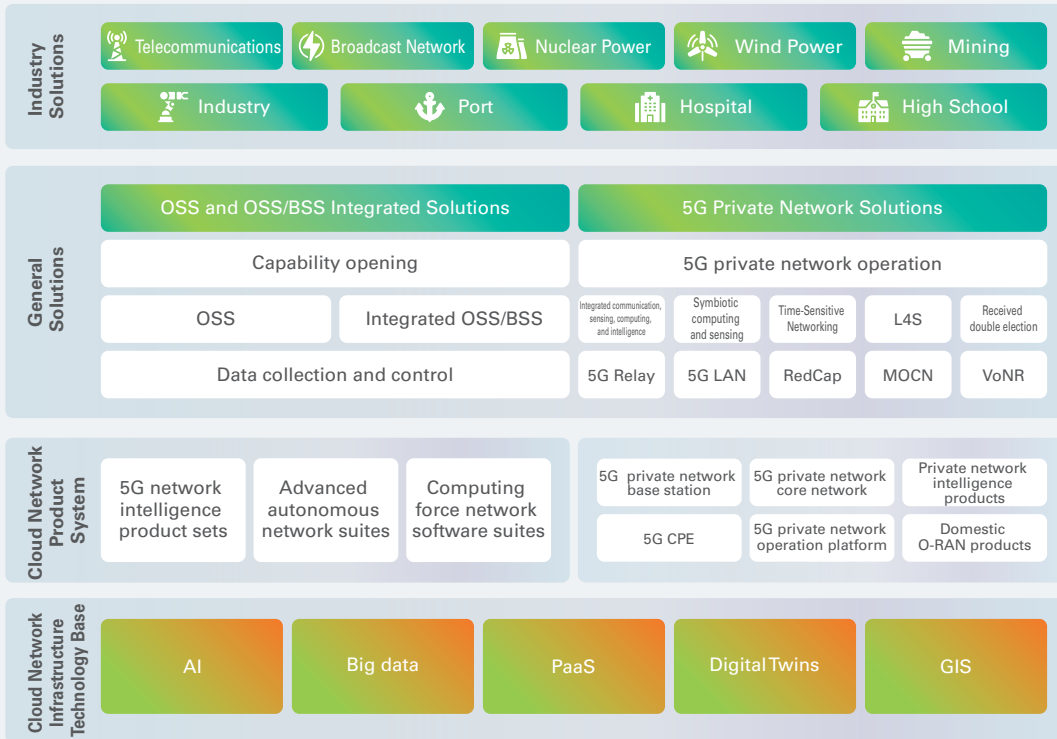 Industry
Solutions
Telecommunications
Broadcast Network
Nuclear Power
Wind Power
Mining
Industry
Port
Hospital
High School
General
Solutions
OSS and OSS/BSS Integrated Solutions
5G Private Network Solutions
Capability opening
5G private network operation
OSS
Integrated OSS/BSS
Integrated communication,
sensing, computing,
and intelligence
Symbiotic
computing
and sensing
Time-Sensitive
Networking
L4S
Received
double election
Data collection and control
5G Relay
5G LAN
RedCap
MOCN
VoNR
Cloud Network
Product
System
5G network
intelligence
product sets
Advanced
autonomous
network suites
Computing
force network
software suites
5G private network
base station
5G private network
core network
Private network
intelligence
products
5G CPE
5G private network
operation platform
Domestic
O-RAN products
Cloud Network
Infrastructure
Technology Base
AI
Big data
PaaS
Digital Twins
GIS